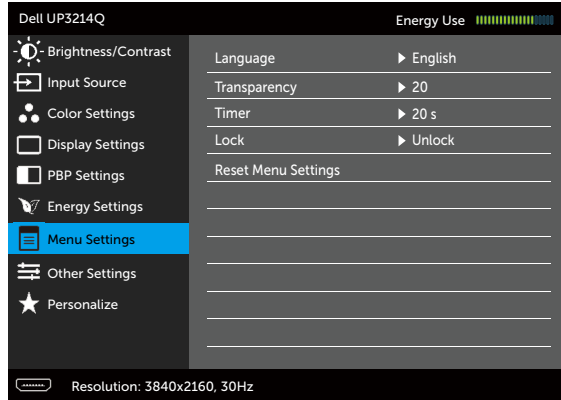 Dell UP3214Q
Energy Use
Brightness/Contrast
Input Source
Color Settings
Display Settings
PBP Settings
Energy Settings
Menu Settings
Other Settings
Personalize
Language English
Transparency 20
Timer 20 s
Lock Unlock
Reset Menu Settings
Resolution: 3840x2160, 30Hz